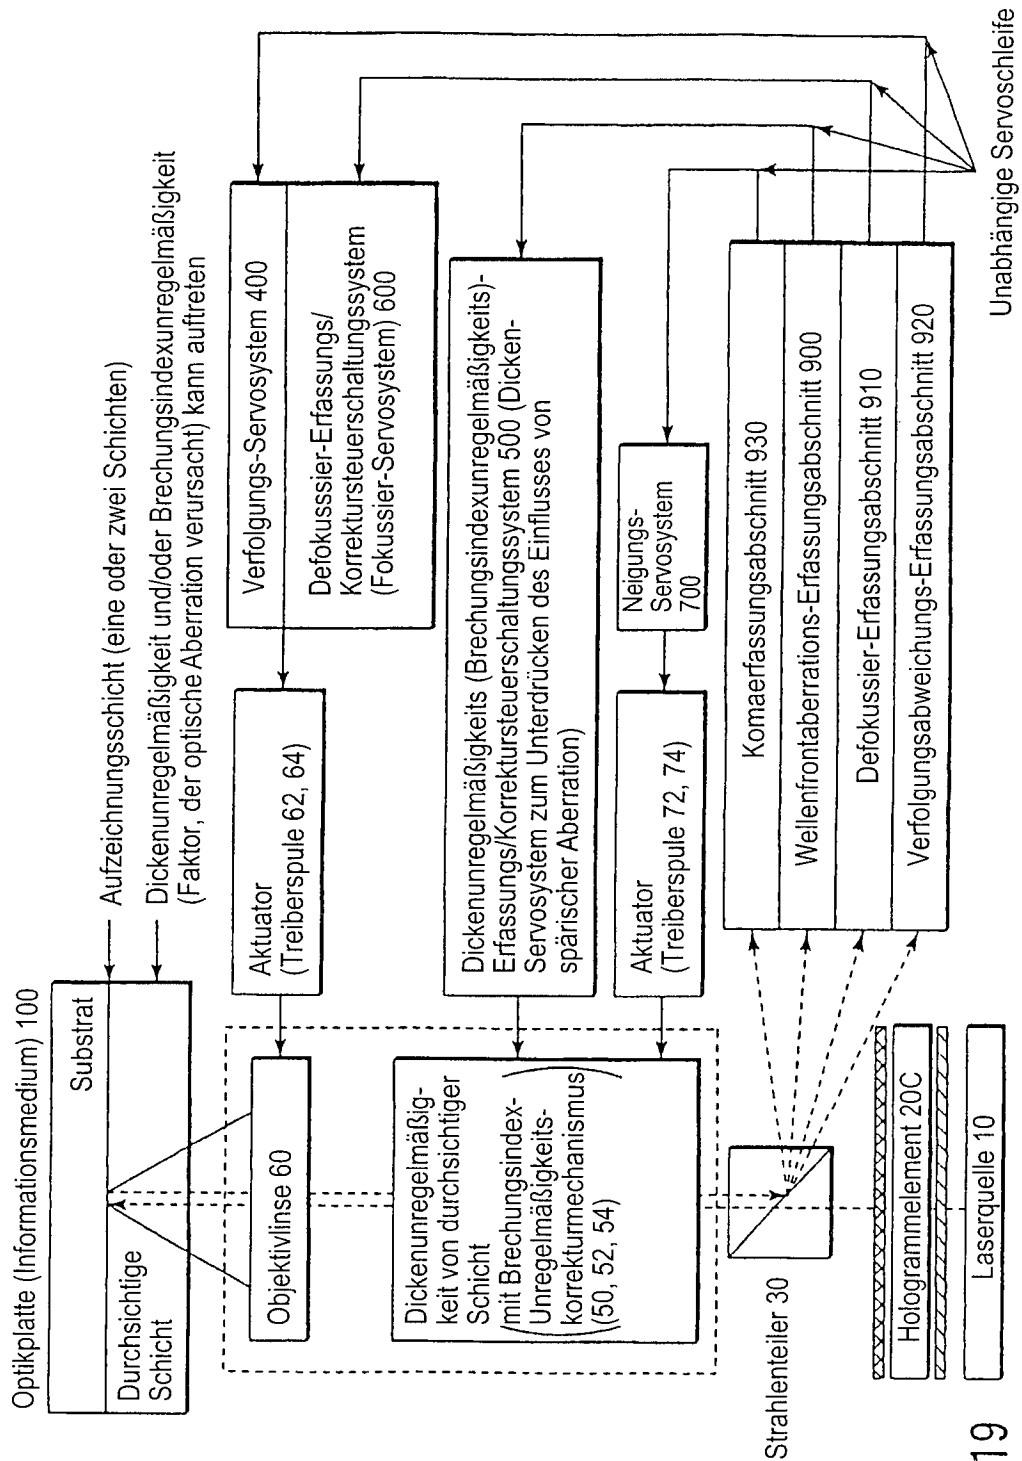 Optikplatte (Informationsmedium) 100
Substrat
Durchsichtige
Schicht
Aufzeichnungsschicht (eine oder zwei Schichten)
Dickenunregelmäßigkeit und/oder Brechungsindexunregelmäßigkeit
(Faktor, der optische Aberration verursacht) kann auftreten
Objektivlinse 60
Aktuator
(Treiberspule 62, 64)
Verfolgungs-Servosystem 400
Defokussier-Erfassungs/
Korrektursteuerschaltungssystem
(Fokussier-Servosystem) 600
Dickenunregelmäßig-
keit von durchsichtiger
Schicht
(mit Brechungsindex-
Unregelmäßigkeits-
korrekturmechanismus)
(50, 52, 54)
Dickenunregelmäßigkeits (Brechungsindexunregelmäßigkeits)-
Erfassungs/Korrektursteuerschaltungssystem 500 (Dicken-
Servosystem zum Unterdrücken des Einflusses von
spärischer Aberration)
Aktuator
(Treiberspule 72, 74)
Neigungs-
Servosystem
700
Strahlenteiler 30
Komaerfassungsabschnitt 930
Wellenfrontaberrations-Erfassungsabschnitt 900
Defokussier-Erfassungsabschnitt 910
Verfolgungsabweichungs-Erfassungsabschnitt 920
Hologrammelement 20C
Laserquelle 10
Unabhängige Servoschleife
19